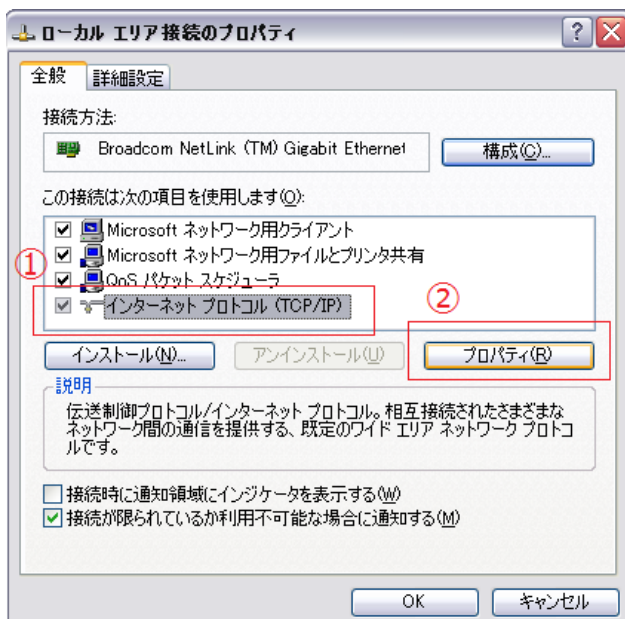 ローカル エリア接続のプロパティ
?
全般
詳細設定
接続方法:
Broadcom NetLink (TM) Gigabit Ethernet
構成(C)...
この接続は次の項目を使用します(O):
Microsoft ネットワーク用クライアント
Microsoft ネットワーク用ファイルとプリンタ共有
QoS パケット スケジューラ
①
インターネット プロトコル (TCP/IP)
②
インストール(N)...
アンインストール(U)
プロパティ(R)
説明
伝送制御プロトコル/インターネット プロトコル。相互接続されたさまざまな
ネットワーク間の通信を提供する、既定のワイド エリア ネットワーク プロトコ
ルです。
接続時に通知領域にインジケータを表示する(W)
接続が限られているか利用不可能な場合に通知する(M)
OK
キャンセル